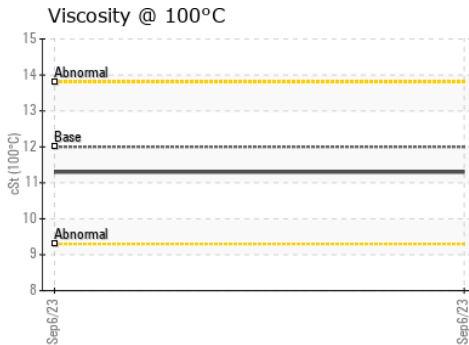 Viscosity @ 100°C
cSt (100°C)
15
14
13
12
11
10
9
8
Abnormal
Base
Abnormal
Sep6/23
Sep6/23